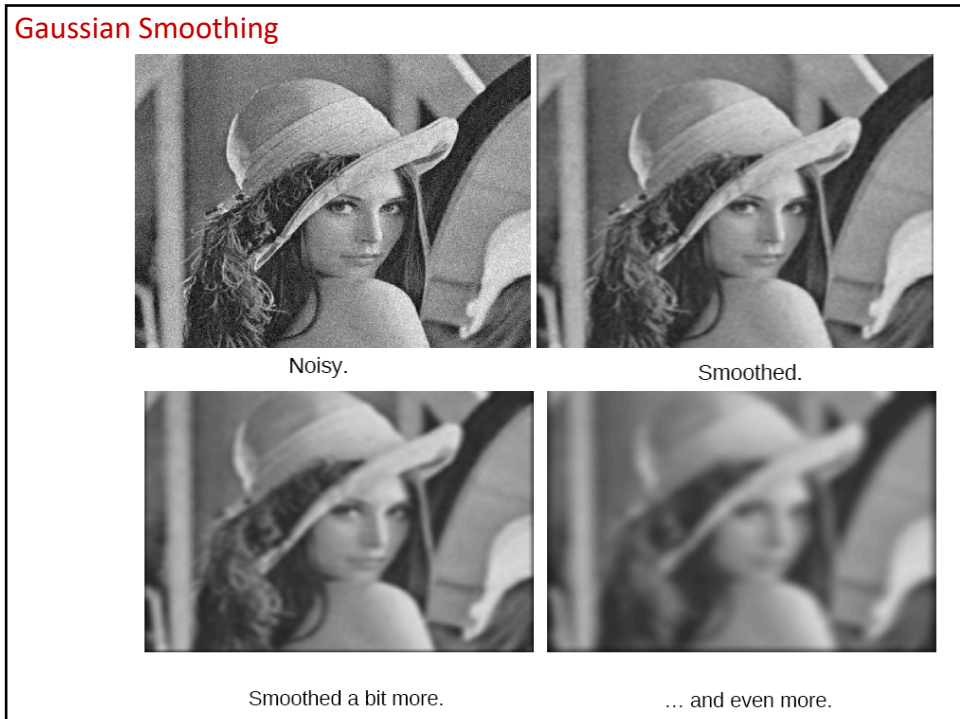 Gaussian Smoothing
Noisy.
Smoothed.
Smoothed a bit more.
… and even more.